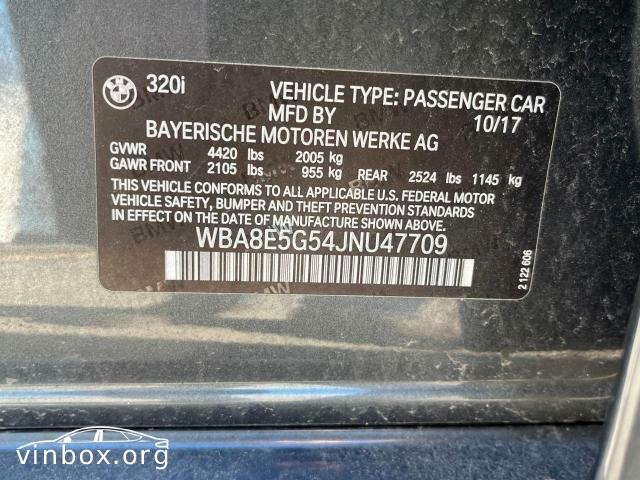 320i VEHICLE TYPE: PASSENGER CAR
MFD BY 10/17
BAYERISCHE MOTOREN WERKE AG
GVWR 4420 lbs 2005 kg
GAWR FRONT 2105 lbs 955 kg REAR 2524 lbs 1145 kg
THIS VEHICLE CONFORMS TO ALL APPLICABLE U.S. FEDERAL MOTOR
VEHICLE SAFETY, BUMPER AND THEFT PREVENTION STANDARDS
IN EFFECT ON THE DATE OF MANUFACTURE SHOWN ABOVE.
WBA8E5G54JNU47709
2 122 606
vinbox.org